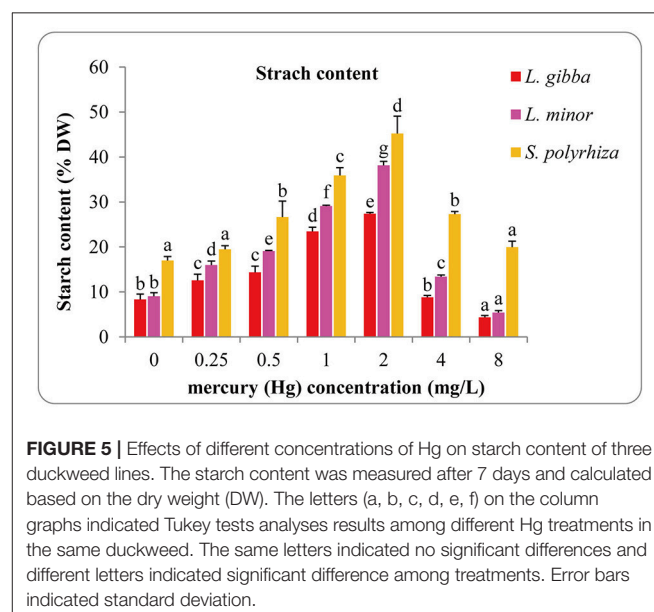 Strach content
L. gibba
L. minor
S. polyrhiza
Starch content (% DW)
60
50
40
30
20
10
0
b b a
c d a
c e b
d f c
e g d
b c b
a a a
0 0.25 0.5 1 2 4 8
mercury (Hg) concentration (mg/L)
FIGURE 5 | Effects of different concentrations of Hg on starch content of three
duckweed lines. The starch content was measured after 7 days and calculated
based on the dry weight (DW). The letters (a, b, c, d, e, f) on the column
graphs indicated Tukey tests analyses results among different Hg treatments in
the same duckweed. The same letters indicated no significant differences and
different letters indicated significant difference among treatments. Error bars
indicated standard deviation.